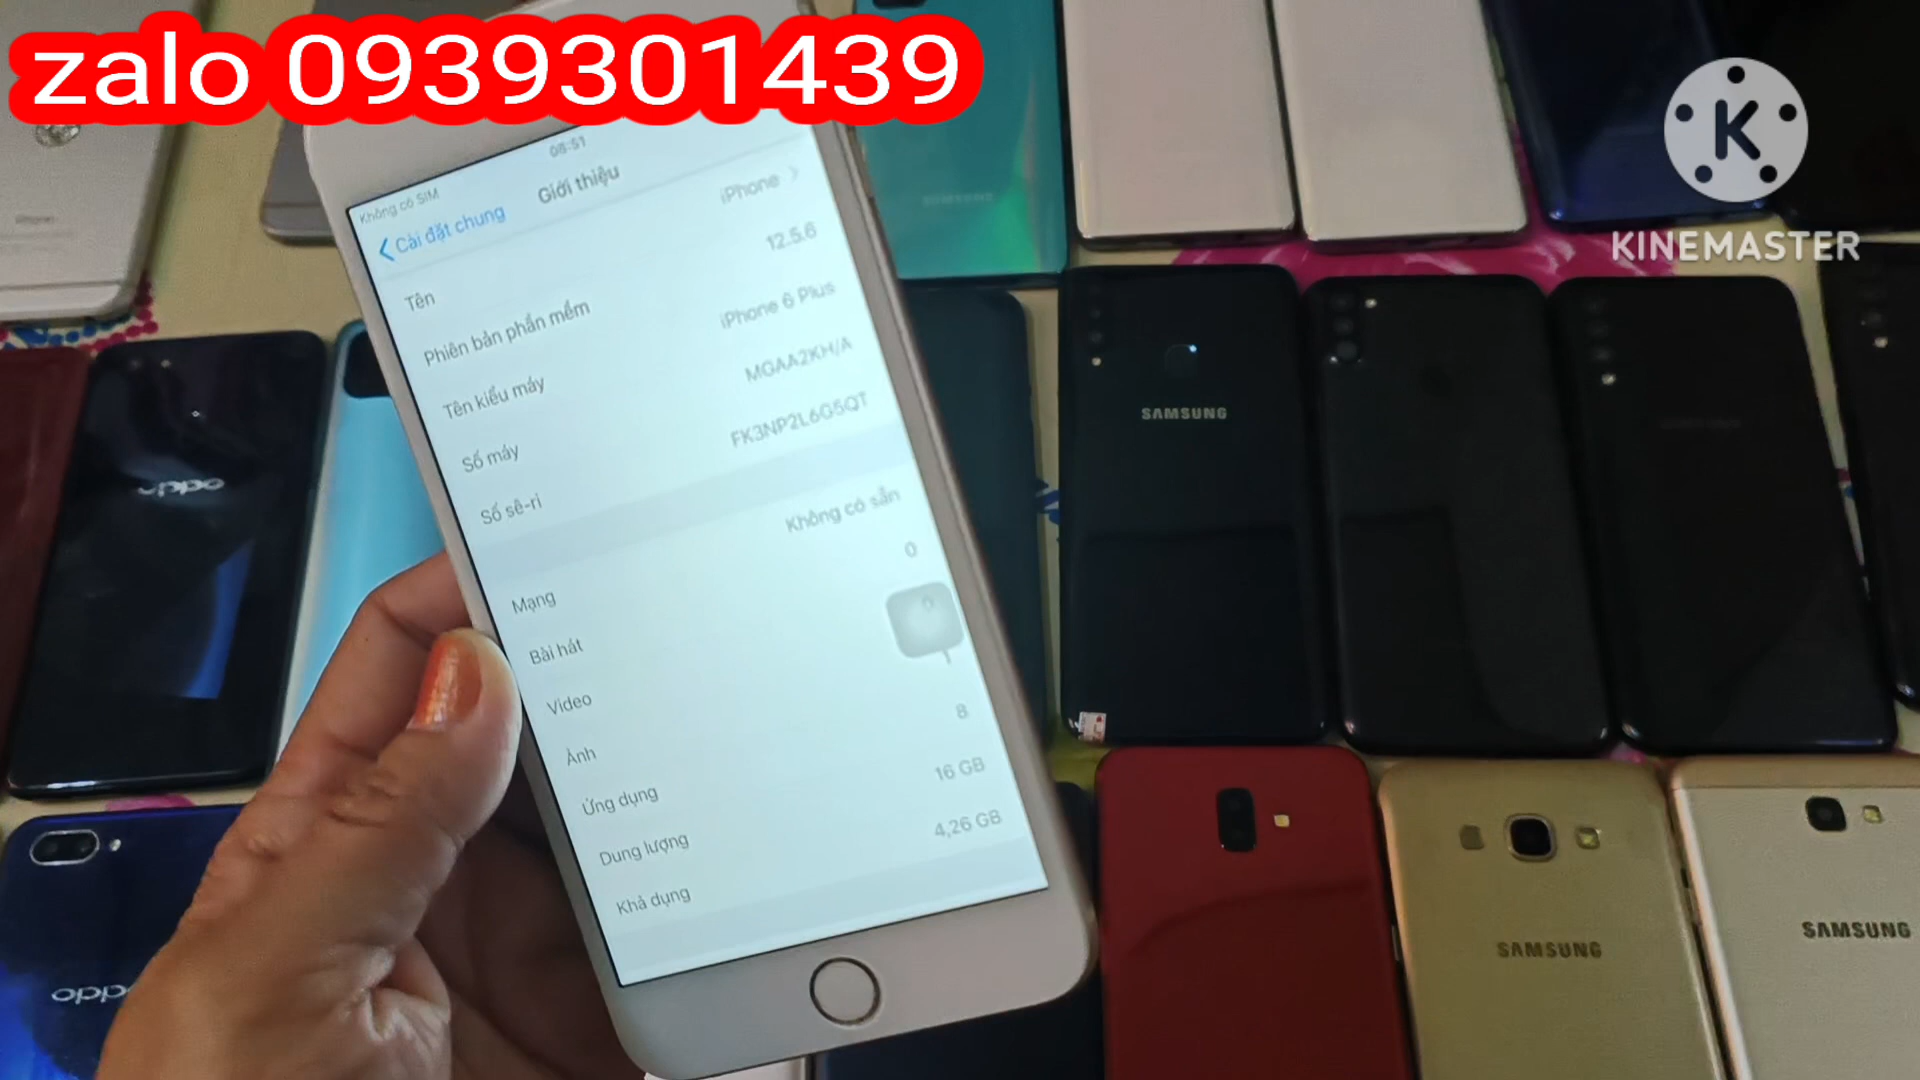 zalo 0939301439
KINEMASTER
Không có SIM
08:51
Cài đặt chung
Giới thiệu
Tên
iPhone
Phiên bản phần mềm
12.5.6
Tên kiểu máy
iPhone 6 Plus
Số máy
MGAA2KH/A
Số sê-ri
FK3NP2L6G5QT
Mạng
Không có sẵn
Bài hát
0
Video
0
Ảnh
Ứng dụng
8
Dung lượng
16 GB
Khả dụng
4,26 GB
SAMSUNG
SAMSUNG
SAMSUNG
SAMSUNG
oppo
oppo